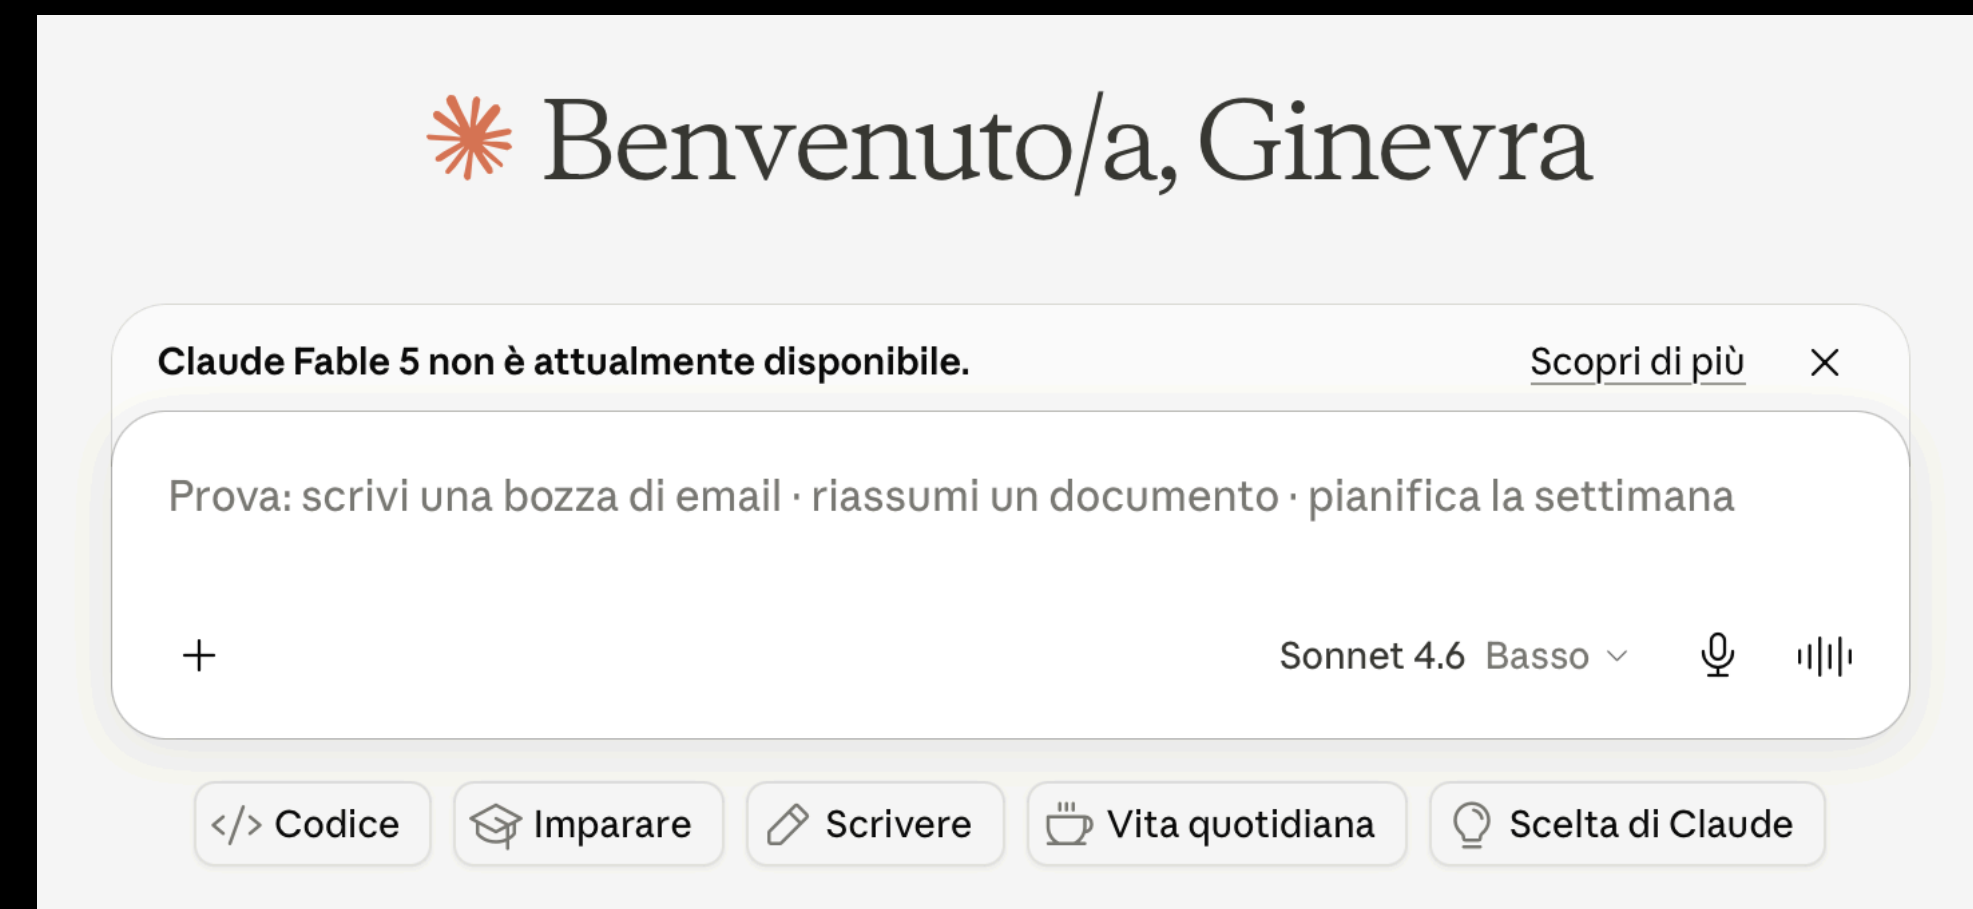 Benvenuto/a, Ginevra
Claude Fable 5 non è attualmente disponibile. Scopri di più
Prova: scrivi una bozza di email · riassumi un documento · pianifica la settimana
Sonnet 4.6 Basso
Codice Imparare Scrivere Vita quotidiana Scelta di Claude